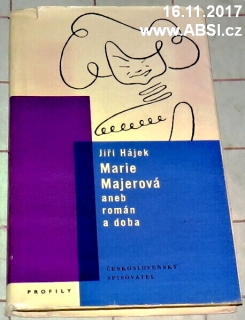 16.11.2017
www.ABSI.cz
Jiří Hájek
Marie
Majerová
aneb
román
a doba
ČESKOSLOVENSKÝ
SPISOVATEL
PROFILY